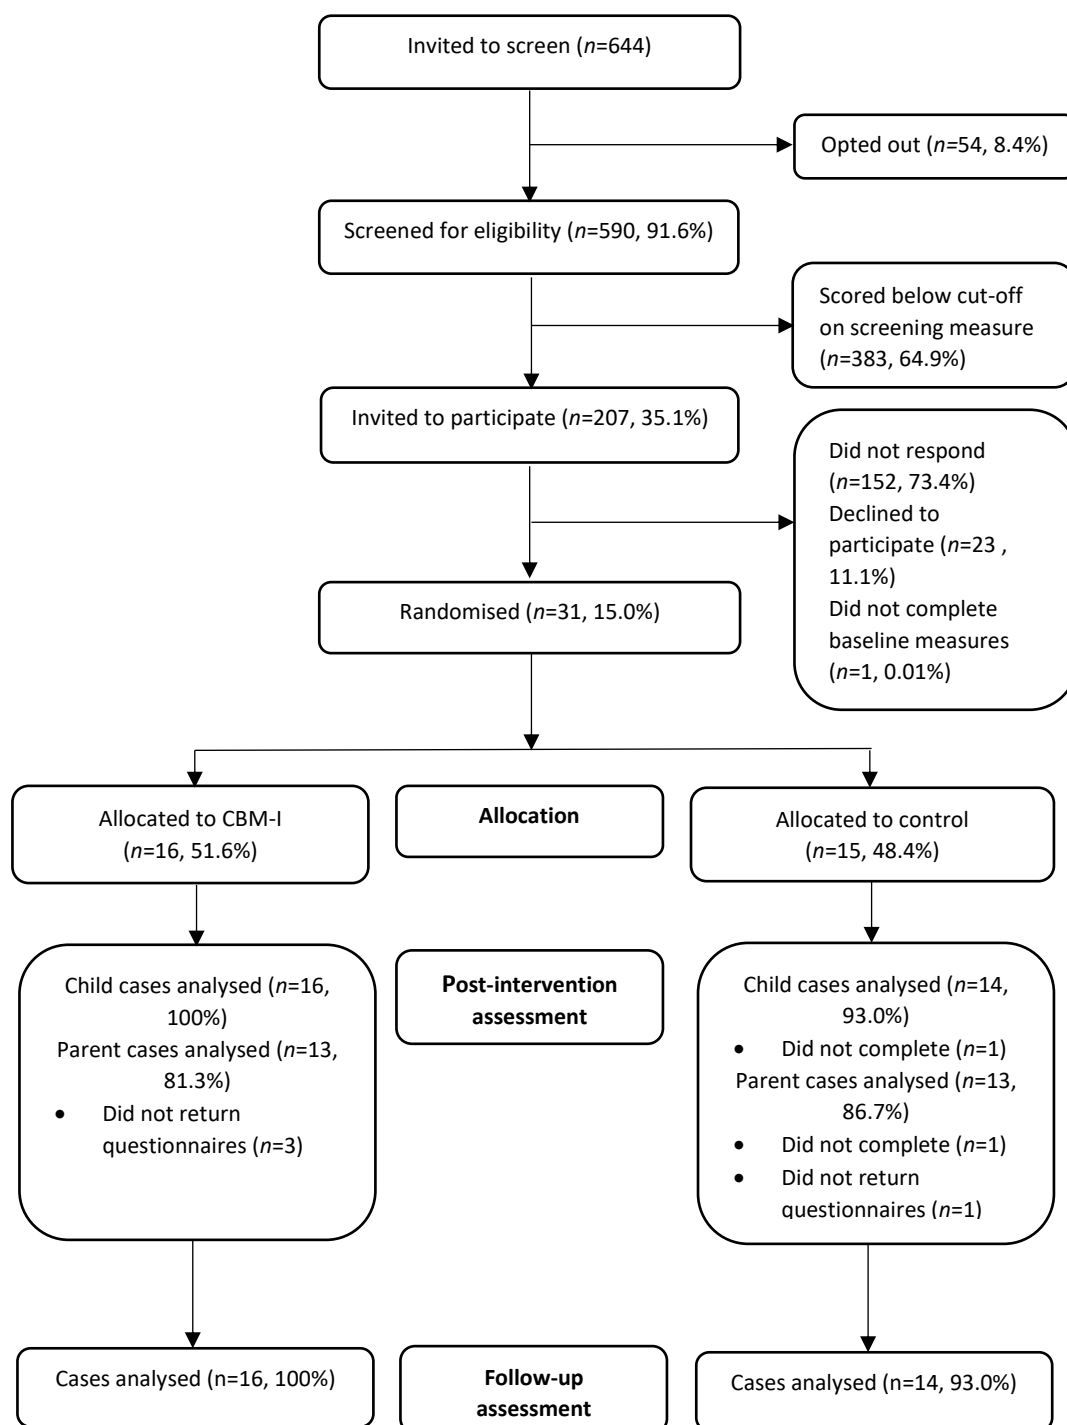 Invited to screen (n=644)
Opted out (n=54, 8.4%)
Screened for eligibility (n=590, 91.6%)
Scored below cut-off
on screening measure
(n=383, 64.9%)
Invited to participate (n=207, 35.1%)
Did not respond
(n=152, 73.4%)
Declined to
participate (n=23 ,
11.1%)
Did not complete
baseline measures
(n=1, 0.01%)
Randomised (n=31, 15.0%)
Allocated to CBM-I
(n=16, 51.6%)
Allocation
Allocated to control
(n=15, 48.4%)
Child cases analysed (n=16,
100%)
Parent cases analysed (n=13,
81.3%)
• Did not return
questionnaires (n=3)
Post-intervention
assessment
Child cases analysed (n=14,
93.0%)
• Did not complete (n=1)
Parent cases analysed (n=13,
86.7%)
• Did not complete (n=1)
• Did not return
questionnaires (n=1)
Cases analysed (n=16, 100%)
Follow-up
assessment
Cases analysed (n=14, 93.0%)